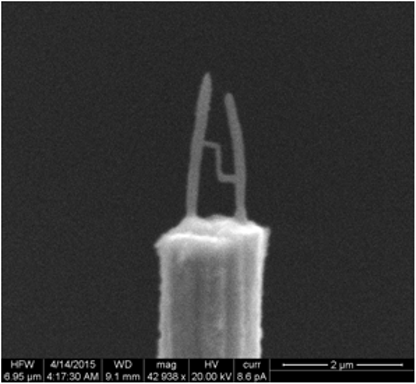 HFW 4/14/2015 WD mag HV curr
6.95 µm 4:17:30 AM 9.1 mm 42 938 x 20.00 kV 8.6 pA 2 µm